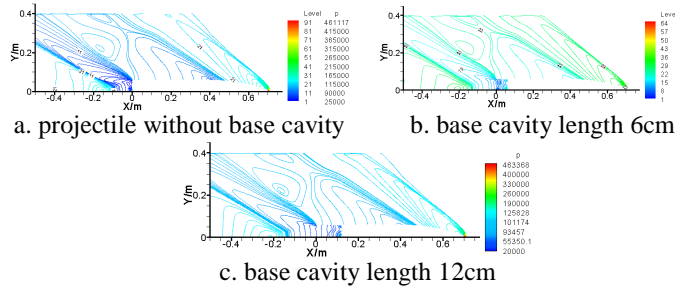 Level p
91 461117
81 415000
71 365000
61 315000
51 265000
41 215000
31 165000
21 115000
11 90000
1 25000
Y/m
0.4
0.2
0
-0.4 -0.2 0 0.2 0.4 0.6
X/m
a. projectile without base cavity
Level
64
57
50
43
36
29
22
15
8
1
Y/m
0.4
0.2
0
-0.4 -0.2 0 0.2 0.4 0.6
X/m
b. base cavity length 6cm
p
463368
400000
300000
200000
125828
101174
93457
55350.1
20000
Y/m
0.4
0.2
0
-0.4 -0.2 0 0.2 0.4 0.6
X/m
c. base cavity length 12cm